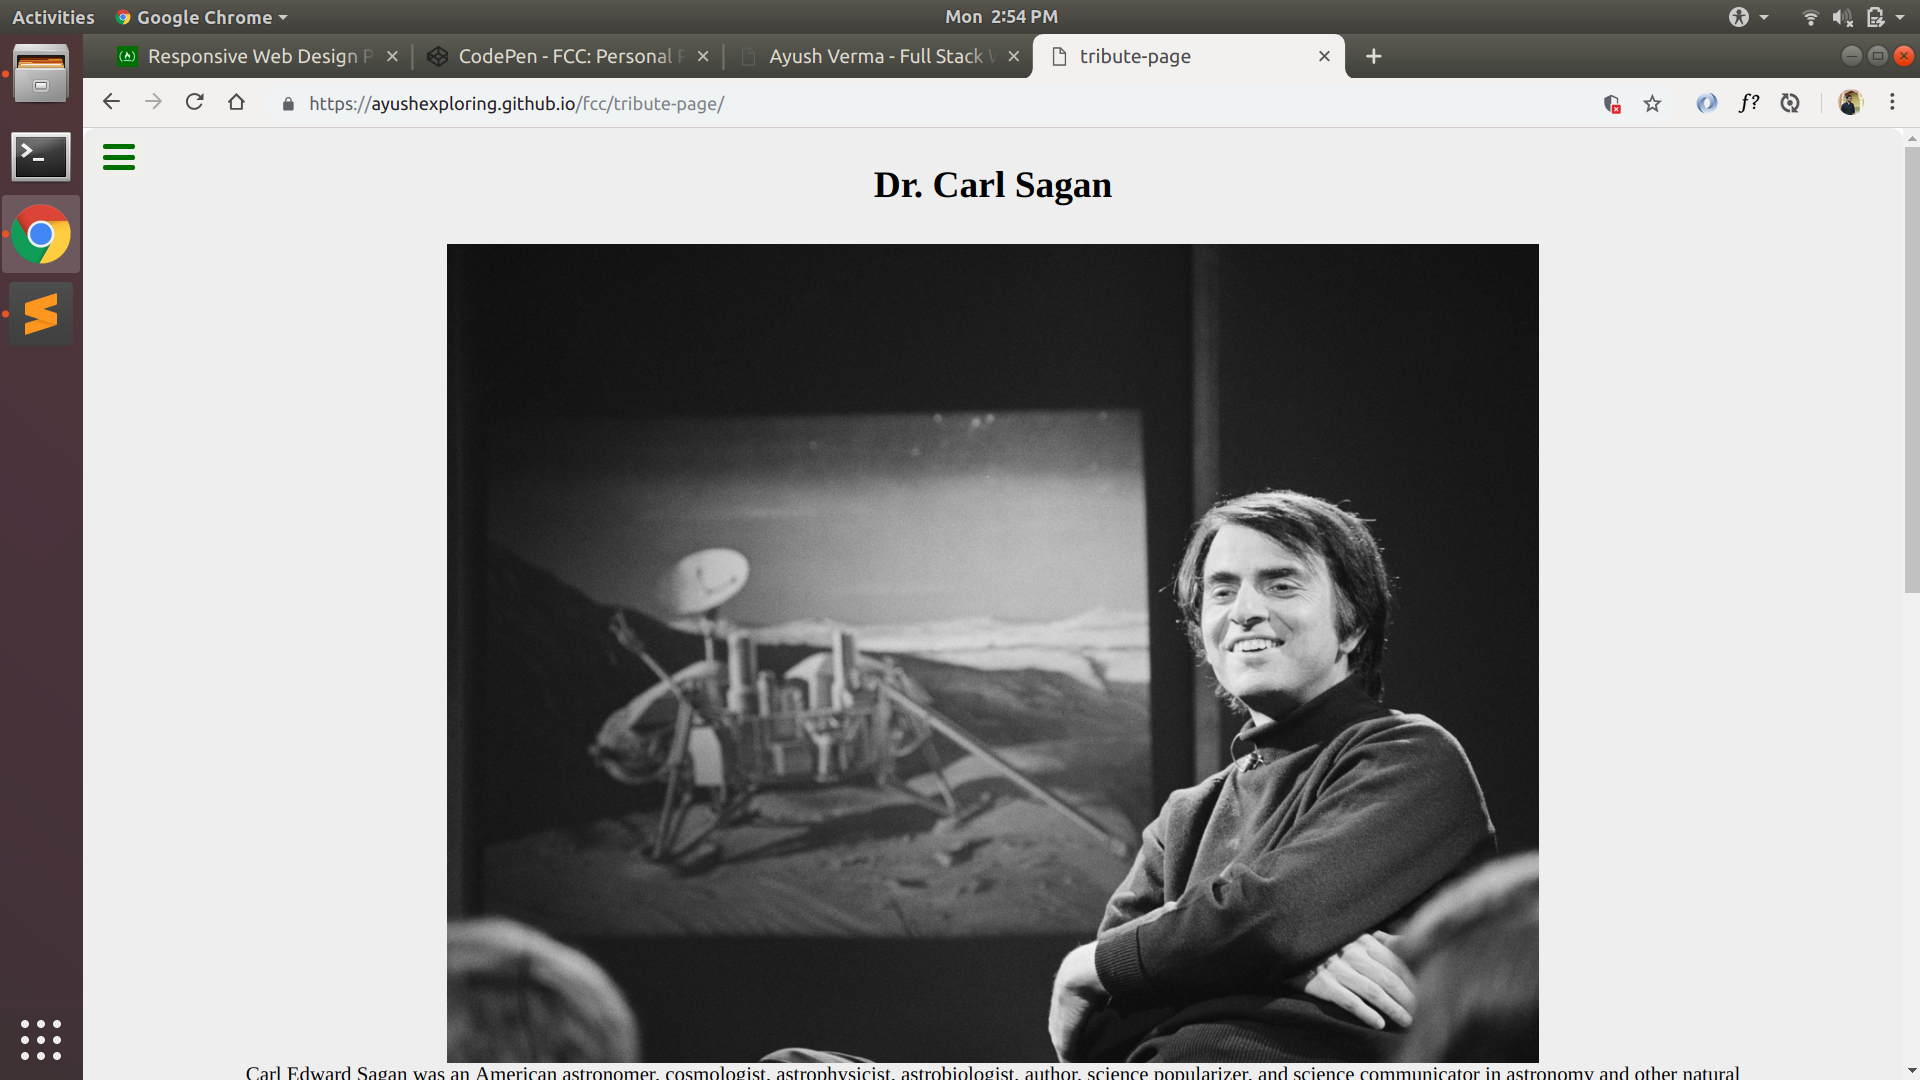 Activities Google Chrome Mon 2:54 PM
Responsive Web Design CodePen - FCC: Personal Ayush Verma - Full Stack tribute-page
https://ayushexploring.github.io/fcc/tribute-page/
f?
Dr. Carl Sagan
Carl Edward Sagan was an American astronomer, cosmologist, astrophysicist, astrobiologist, author, science popularizer, and science communicator in astronomy and other natural